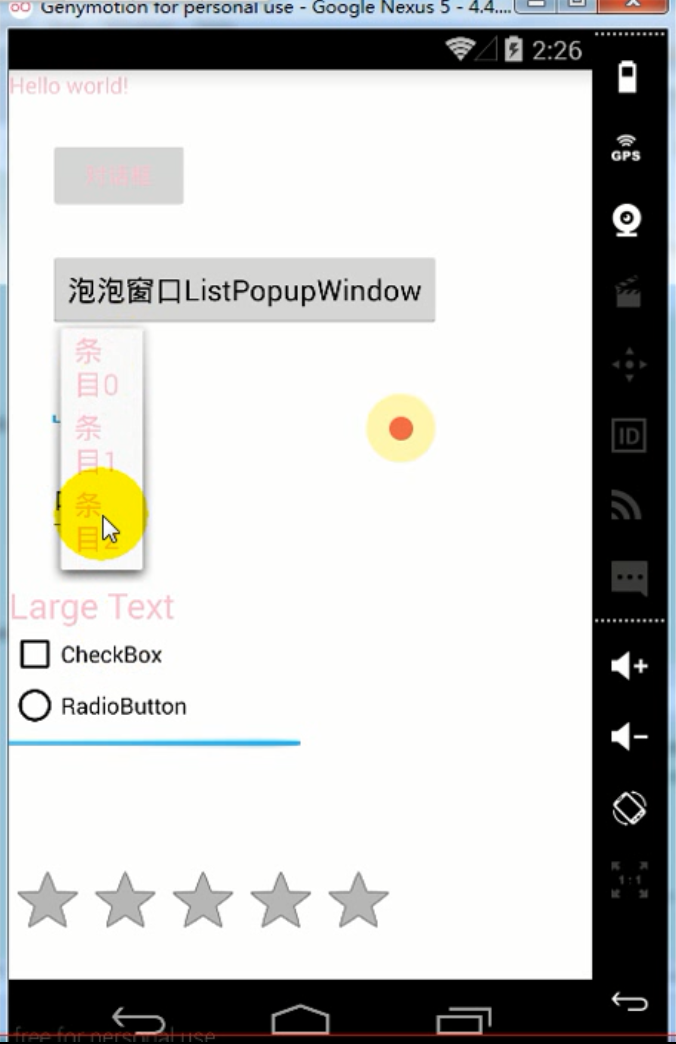 Genymotion for personal use - Google Nexus 5 - 4.4....
2:26
Hello world!
GPS
泡泡窗口ListPopupWindow
条
目0
条
目1
条
目2
ID
Large Text
CheckBox
RadioButton
1:1
free for personal use